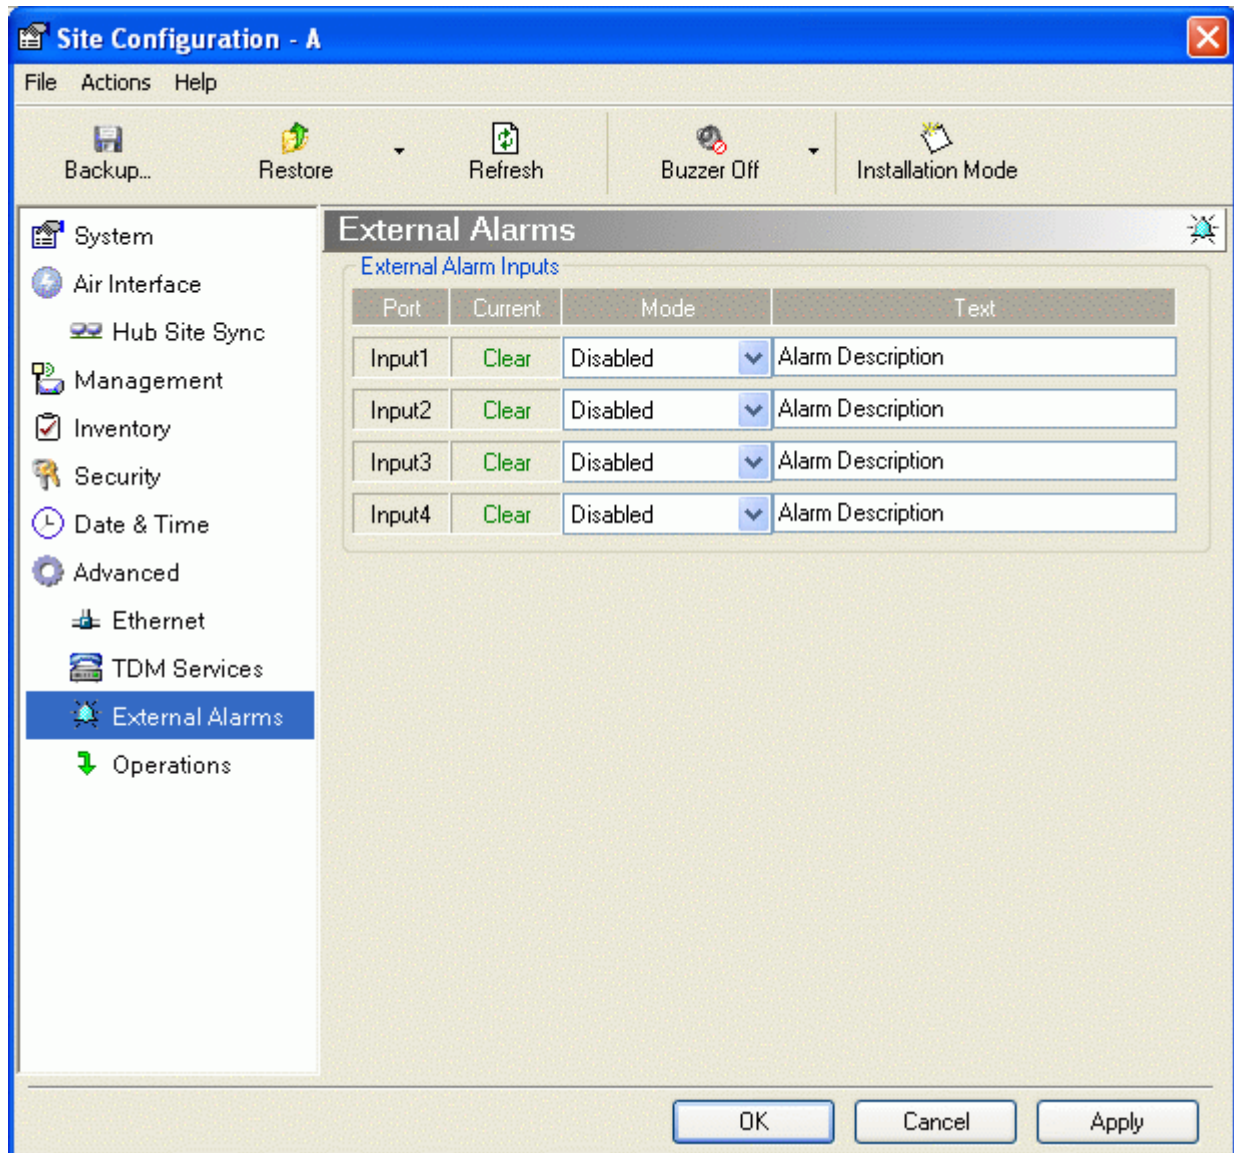 Site Configuration - A
File Actions Help
Backup... Restore Refresh Buzzer Off Installation Mode
System
Air Interface
Hub Site Sync
Management
Inventory
Security
Date & Time
Advanced
Ethernet
TDM Services
External Alarms
Operations
External Alarms
External Alarm Inputs
Port Current Mode Text
Input1 Clear Disabled Alarm Description
Input2 Clear Disabled Alarm Description
Input3 Clear Disabled Alarm Description
Input4 Clear Disabled Alarm Description
OK Cancel Apply